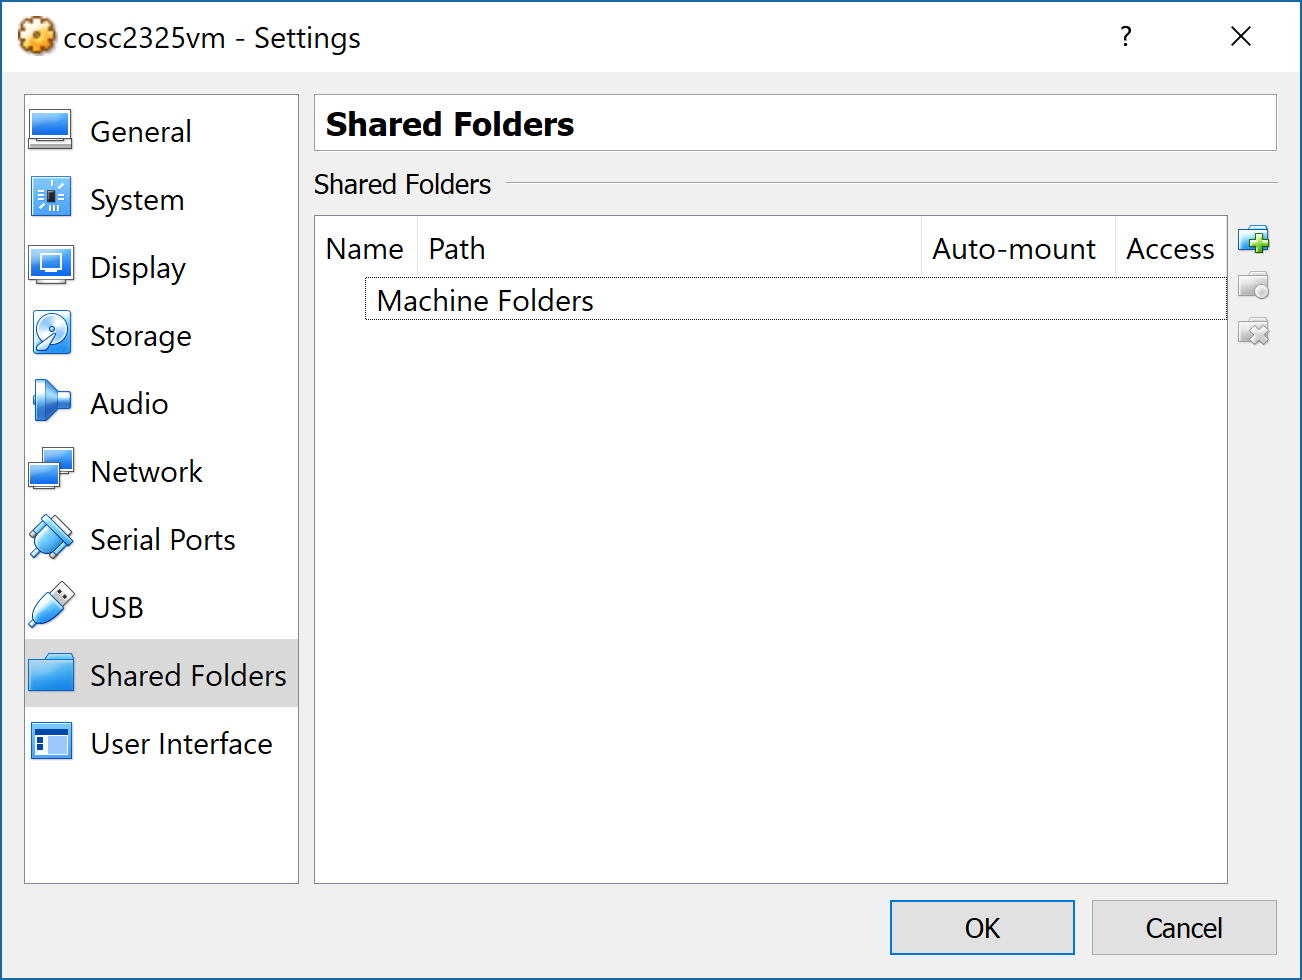 cosc2325vm - Settings
?
General
System
Display
Storage
Audio
Network
Serial Ports
USB
Shared Folders
User Interface
Shared Folders
Shared Folders
Name Path Auto-mount Access
Machine Folders
OK Cancel